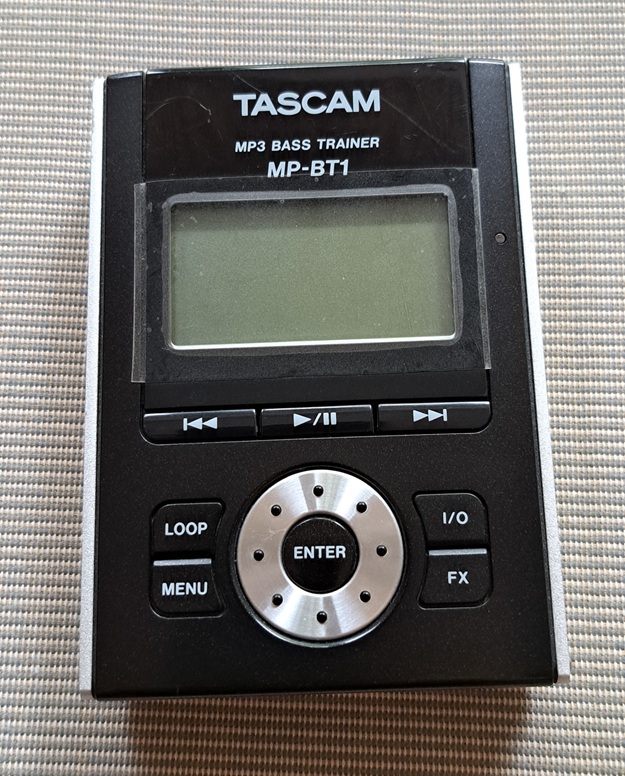 TASCAM
MP3 BASS TRAINER
MP-BT1
LOOP
I/O
ENTER
MENU
FX